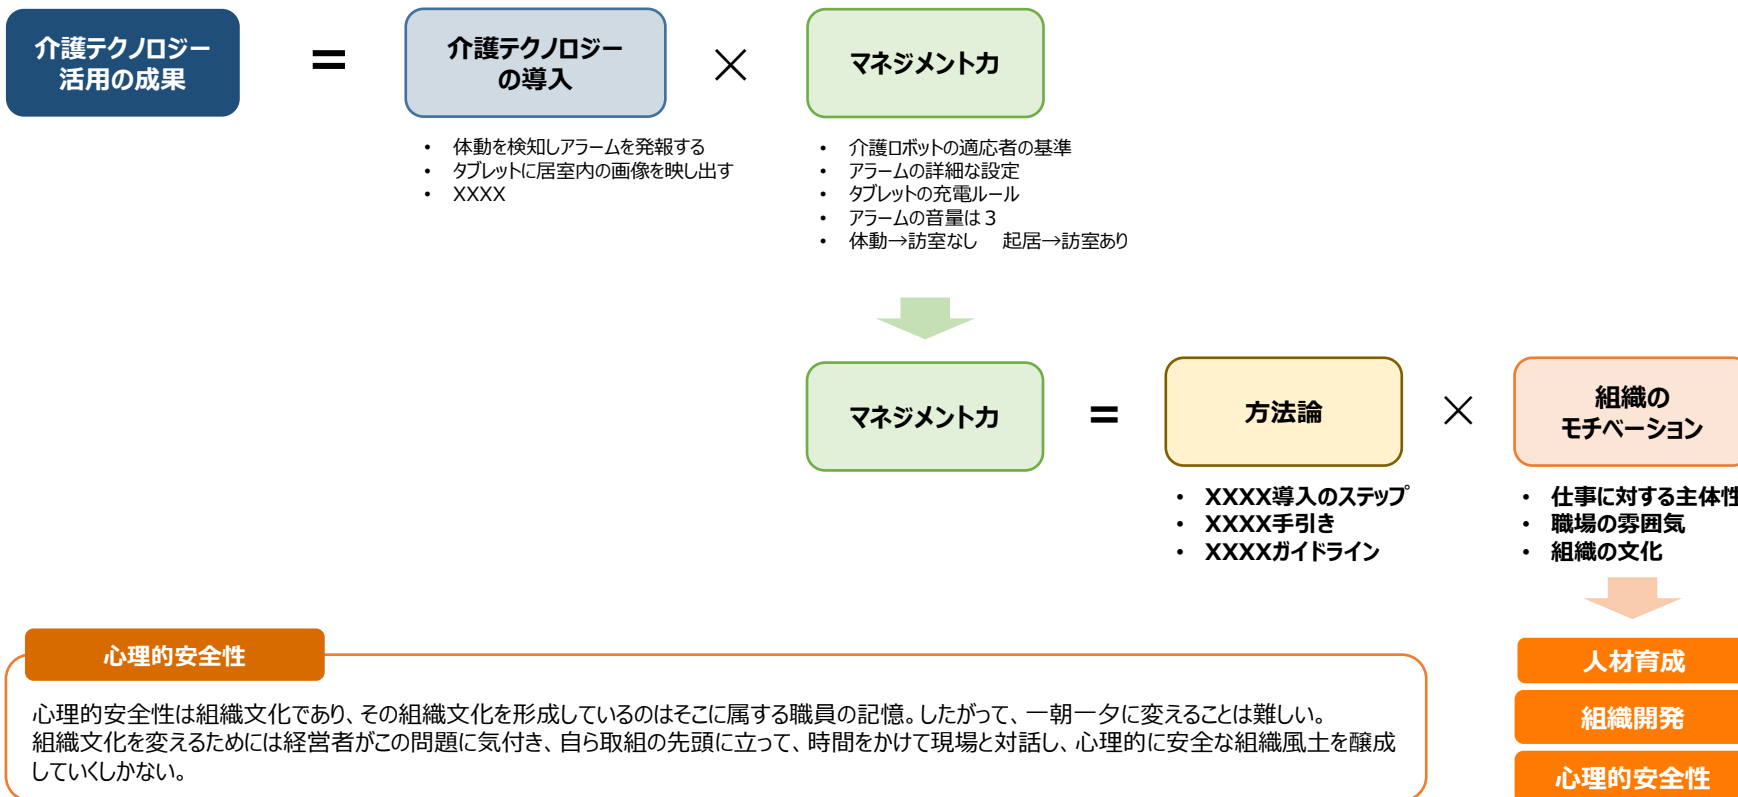 介護テクノロジー
活用の成果
=
介護テクノロジー
の導入
×
マネジメント力
• 体動を検知しアラームを発報する
• タブレットに居室内の画像を映し出す
• XXXX
• 介護ロボットの適応者の基準
• アラームの詳細な設定
• タブレットの充電ルール
• アラームの音量は３
• 体動→訪室なし　起居→訪室あり
マネジメント力
=
方法論
×
組織の
モチベーション
• XXXX導入のステップ
• XXXX手引き
• XXXXガイドライン
• 仕事に対する主体性
• 職場の雰囲気
• 組織の文化
人材育成
組織開発
心理的安全性
心理的安全性
心理的安全性は組織文化であり、その組織文化を形成しているのはそこに属する職員の記憶。したがって、一朝一夕に変えることは難しい。
組織文化を変えるためには経営者がこの問題に気付き、自ら取組の先頭に立って、時間をかけて現場と対話し、心理的に安全な組織風土を醸成
していくしかない。